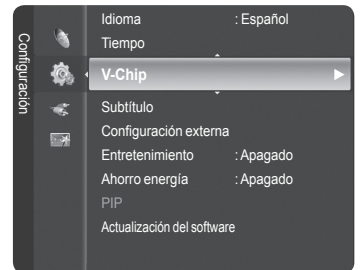 Configuración
Idioma : Español
Tiempo
V-Chip
Subtítulo
Configuración externa
Entretenimiento : Apagado
Ahorro energía : Apagado
PIP
Actualización del software